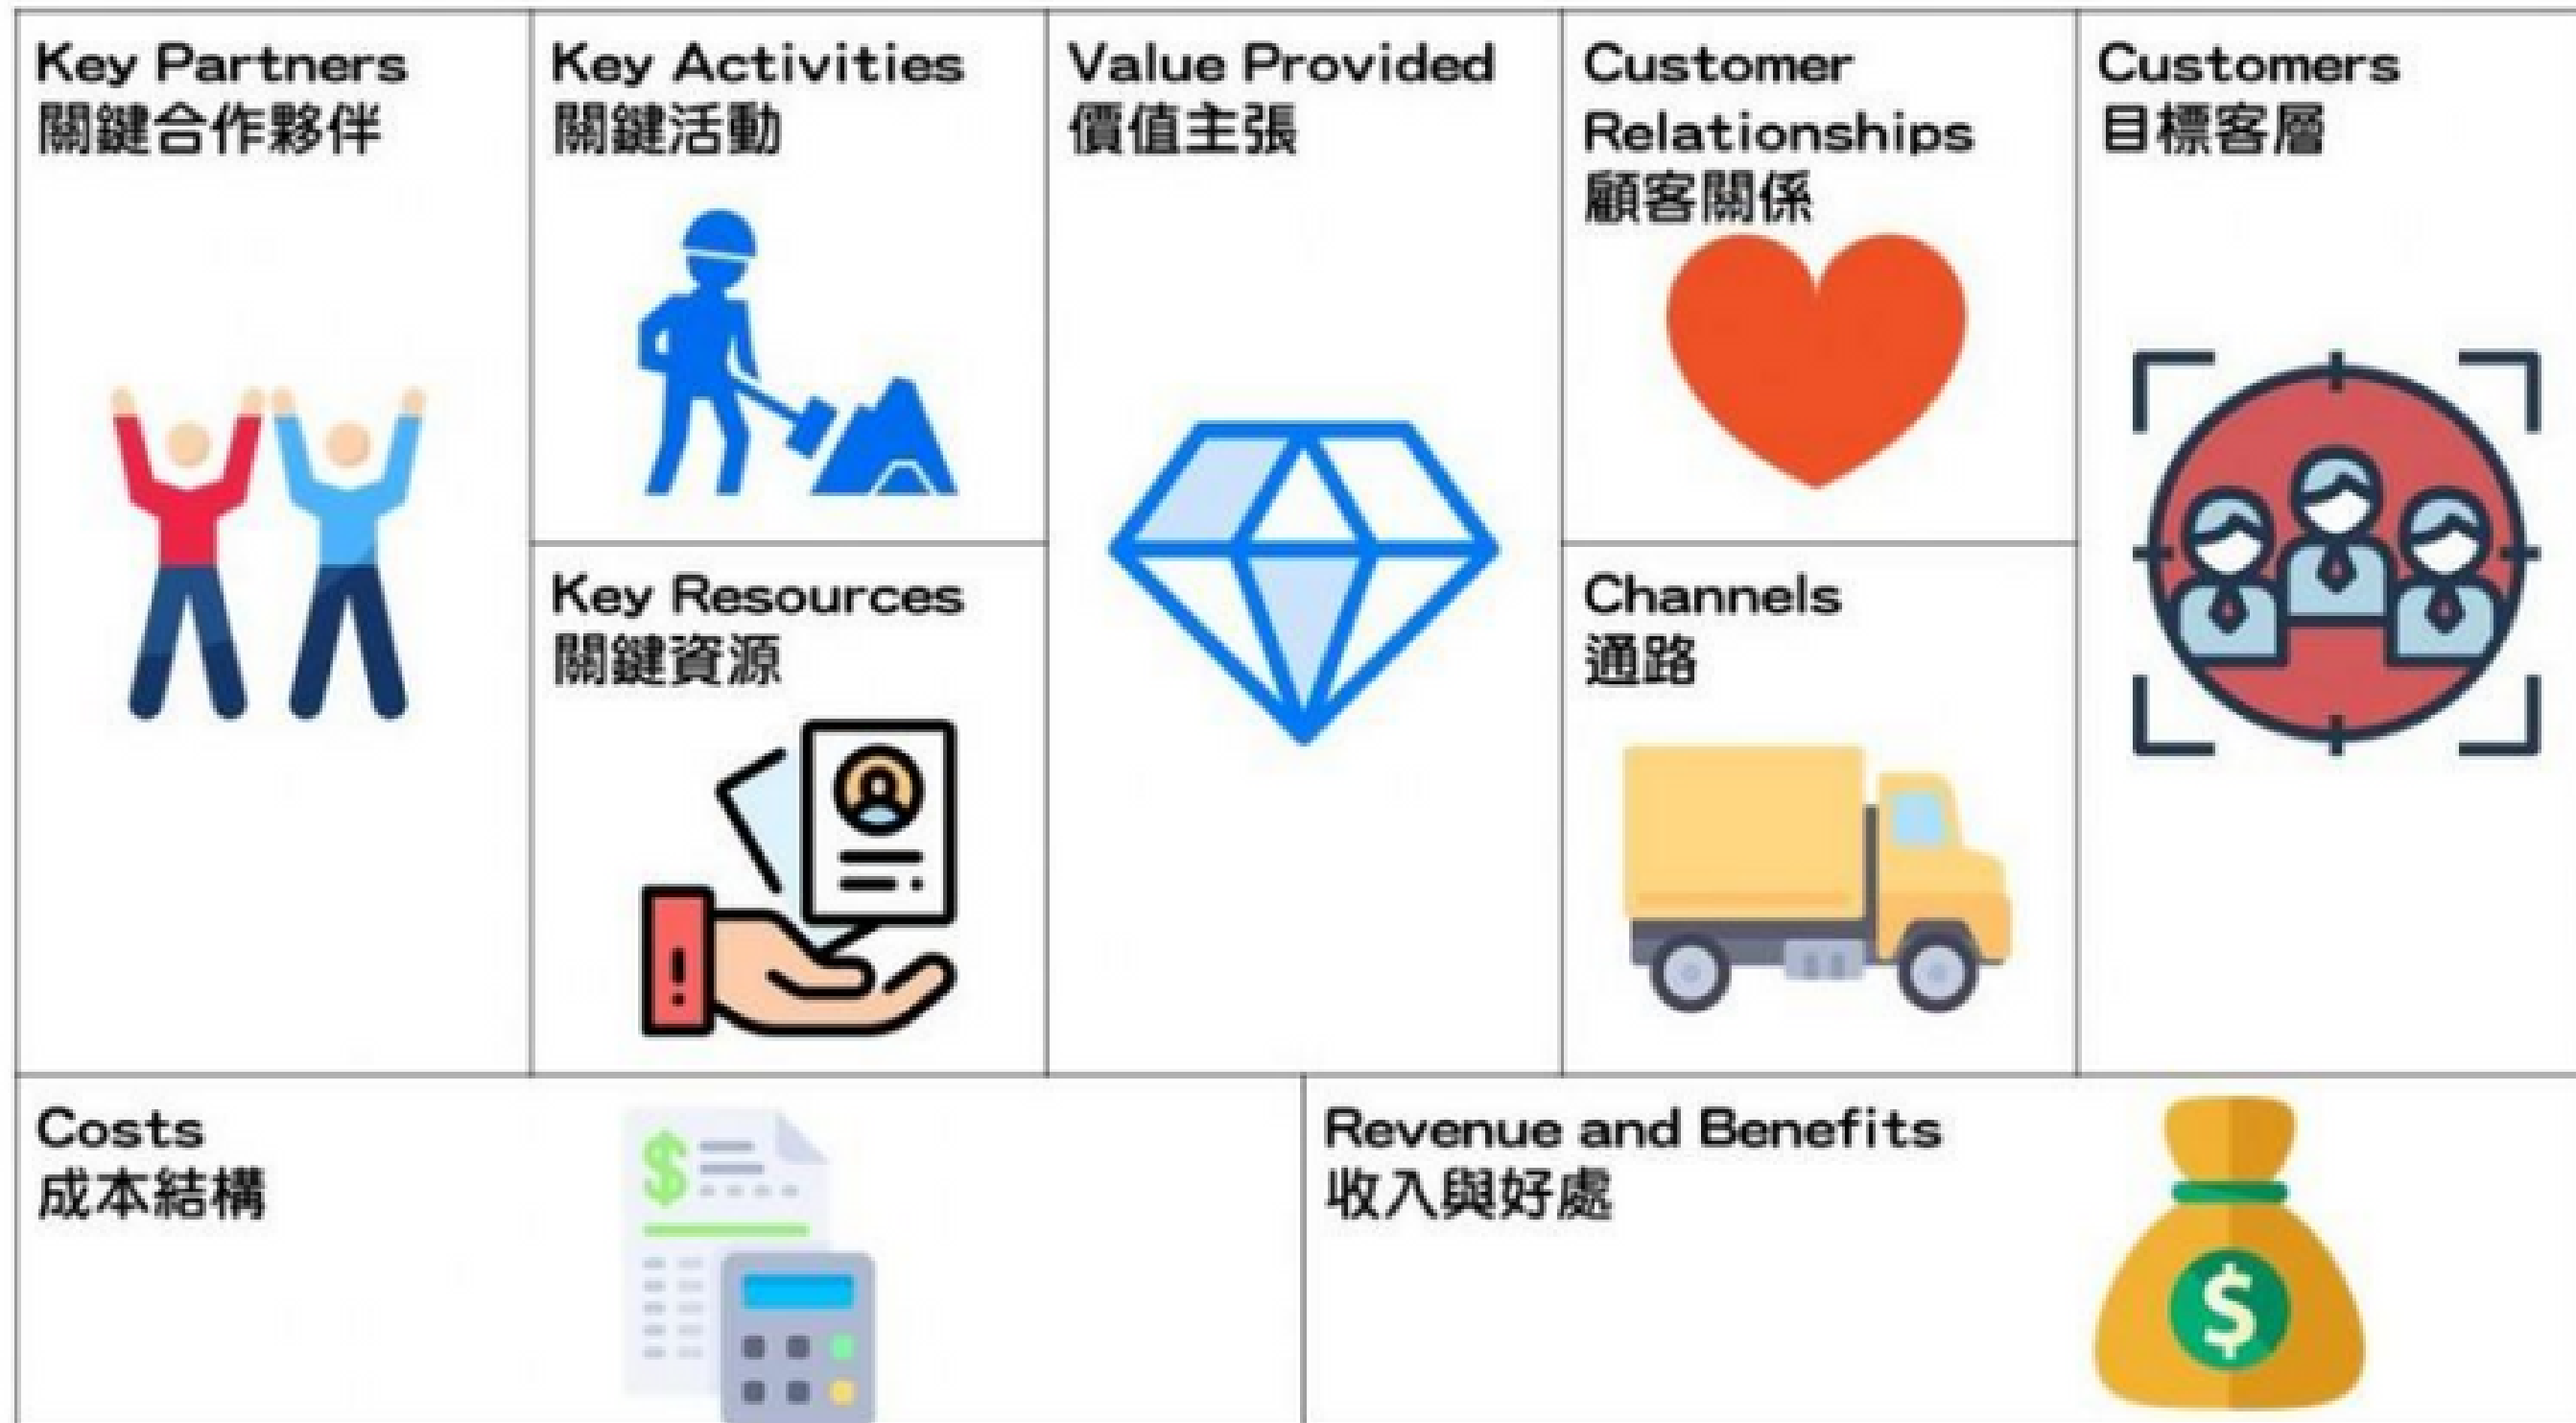 Key Partners
關鍵合作夥伴
Key Activities
關鍵活動
Key Resources
關鍵資源
Value Provided
價值主張
Customer
Relationships
顧客關係
Channels
通路
Customers
目標客層
Costs
成本結構
Revenue and Benefits
收入與好處